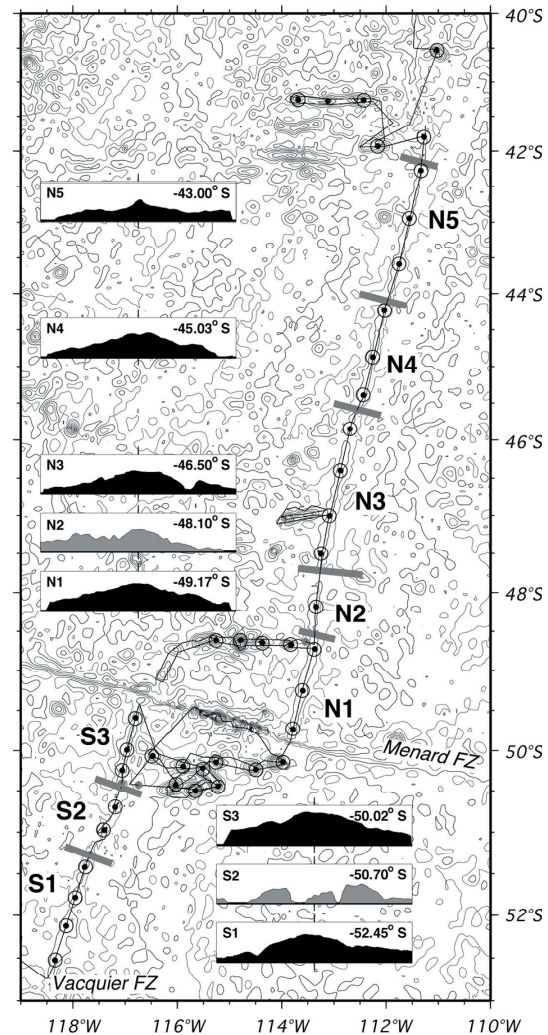 40°S
42°S
N5 -43.00° S
N5
44°S
N4 -45.03° S
N4
46°S
N3 -46.50° S
N3
N2 -48.10° S
N1 -49.17° S
48°S
N2
N1
S3
50°S
Menard FZ
S2
S3 -50.02° S
S2 -50.70° S
S1
S1 -52.45° S
52°S
Vacquier FZ
118°W 116°W 114°W 112°W 110°W